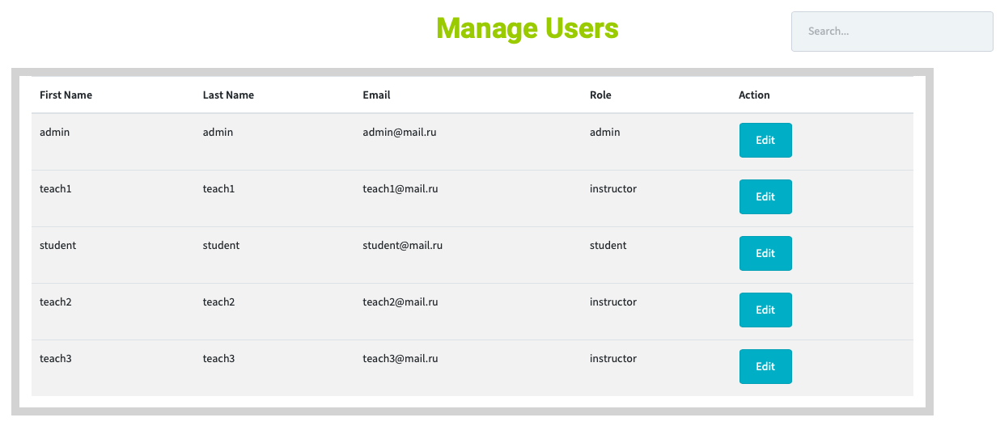 Manage Users
Search...
First Name Last Name Email Role Action
admin admin admin@mail.ru admin Edit
teach1 teach1 teach1@mail.ru instructor Edit
student student student@mail.ru student Edit
teach2 teach2 teach2@mail.ru instructor Edit
teach3 teach3 teach3@mail.ru instructor Edit